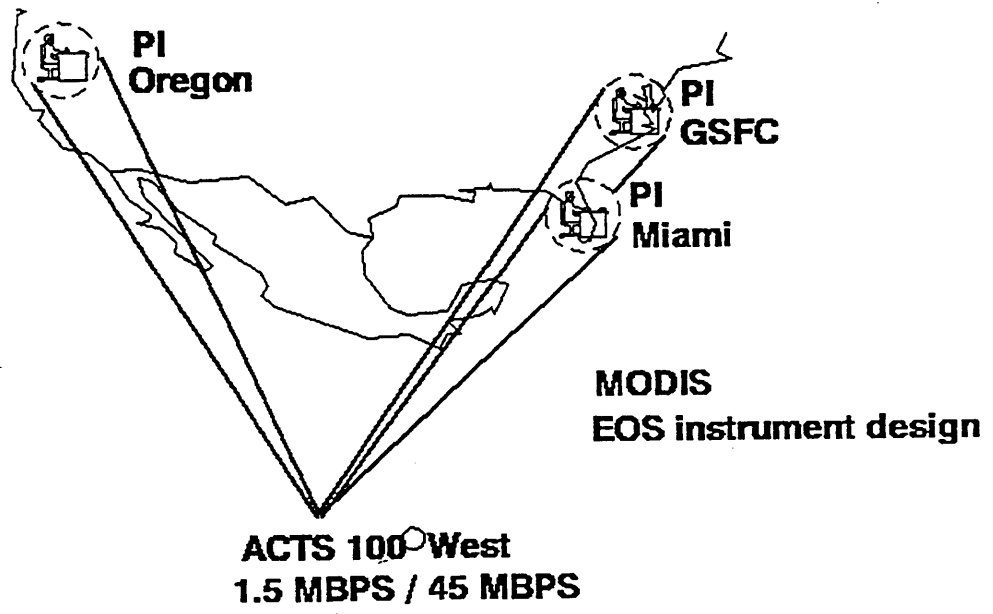 PI
Oregon
PI
GSFC
PI
Miami
MODIS
EOS instrument design
ACTS 100° West
1.5 MBPS / 45 MBPS